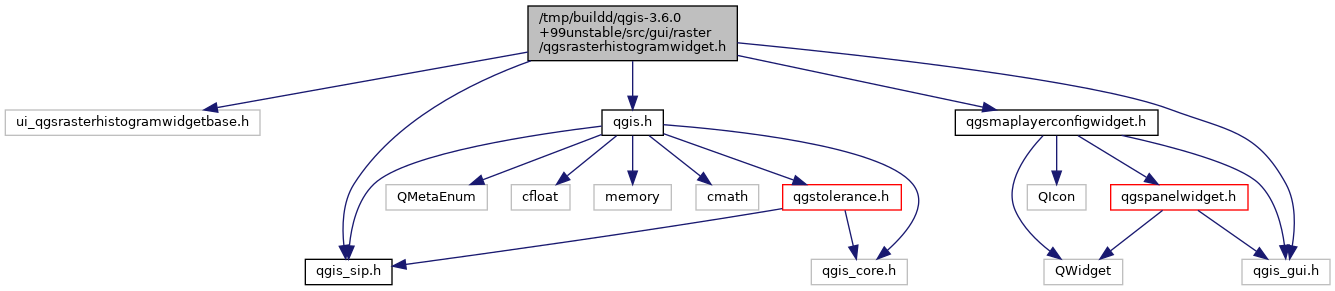 /tmp/buildd/qgis-3.6.0
+99unstable/src/gui/raster
/qgsrasterhistogramwidget.h
ui_qgsrasterhistogramwidgetbase.h
qgis.h
qgsmaplayerconfigwidget.h
QMetaEnum
cfloat
memory
cmath
qgstolerance.h
QIcon
qgspanelwidget.h
qgis_sip.h
qgis_core.h
QWidget
qgis_gui.h